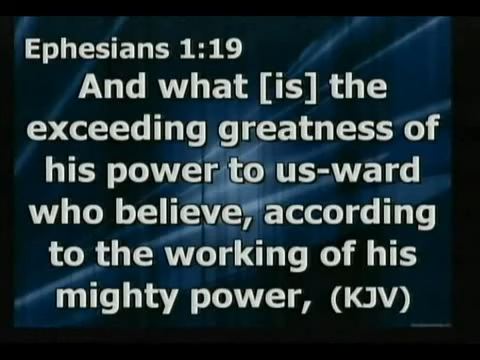 Ephesians 1:19
And what [is] the
exceeding greatness of
his power to us-ward
who believe, according
to the working of his
mighty power, (KJV)